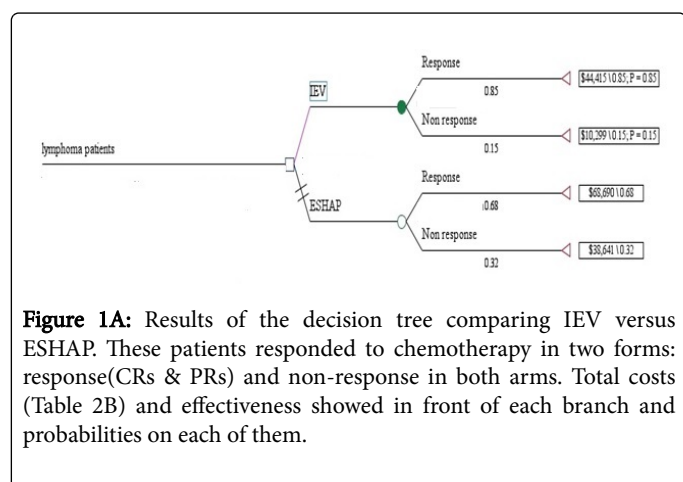 Response
IEV
0.85
$44,415 \ 0.85; P = 0.85
Non response
0.15
$10,299 \ 0.15; P = 0.15
lymphoma patients
Response
0.68
$68,690 \ 0.68
ESHAP
Non response
0.32
$38,641 \ 0.32
Figure 1A: Results of the decision tree comparing IEV versus
ESHAP. These patients responded to chemotherapy in two forms:
response(CRs & PRs) and non-response in both arms. Total costs
(Table 2B) and effectiveness showed in front of each branch and
probabilities on each of them.